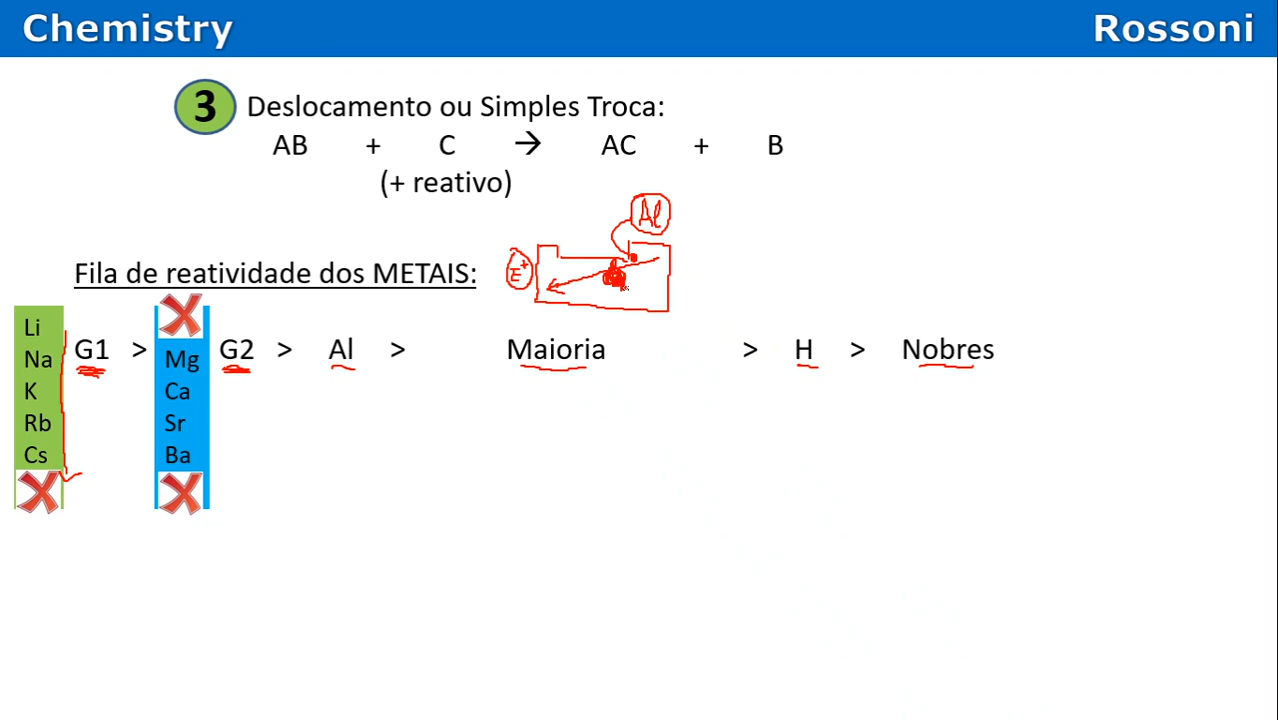 Chemistry Rossoni
3 Deslocamento ou Simples Troca:
AB + C → AC + B
(+ reativo)
Al
E+
Fila de reatividade dos METAIS:
G1 > G2 > Al > Maioria > H > Nobres
Li
Na
K
Rb
Cs
Mg
Ca
Sr
Ba